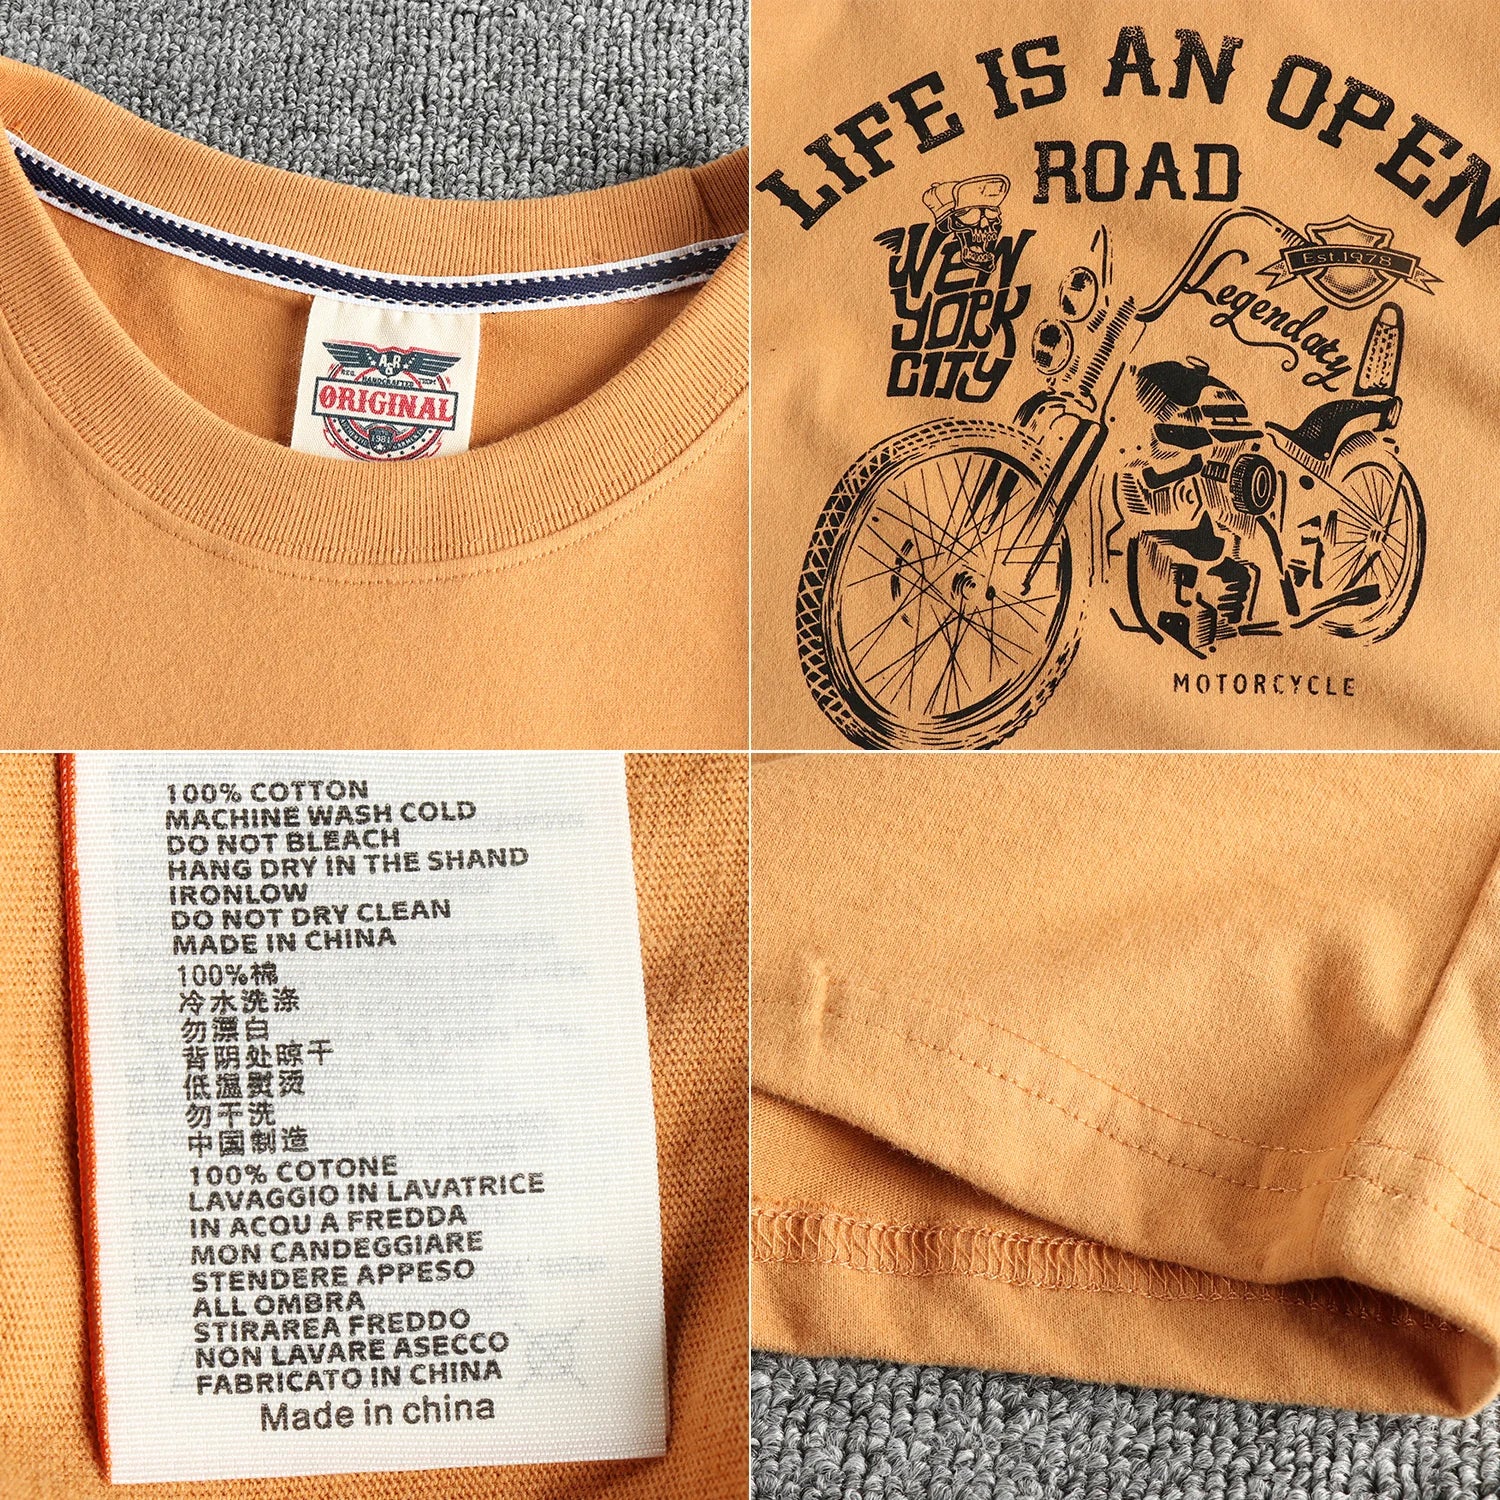 A&R
HANDCRAFTED
ORIGINAL
1981
LIFE IS AN OPEN
ROAD
NEW
YORK
CITY
Est.1978
Legendary
MOTORCYCLE
100% COTTON
MACHINE WASH COLD
DO NOT BLEACH
HANG DRY IN THE SHAND
IRONLOW
DO NOT DRY CLEAN
MADE IN CHINA
100%棉
冷水洗涤
勿漂白
背阴处晾干
低温熨烫
勿干洗
中国制造
100% COTONE
LAVAGGIO IN LAVATRICE
IN ACQU A FREDDA
MON CANDEGGIARE
STENDERE APPESO
ALL OMBRA
STIRAREA FREDDO
NON LAVARE ASECCO
FABRICATO IN CHINA
Made in china